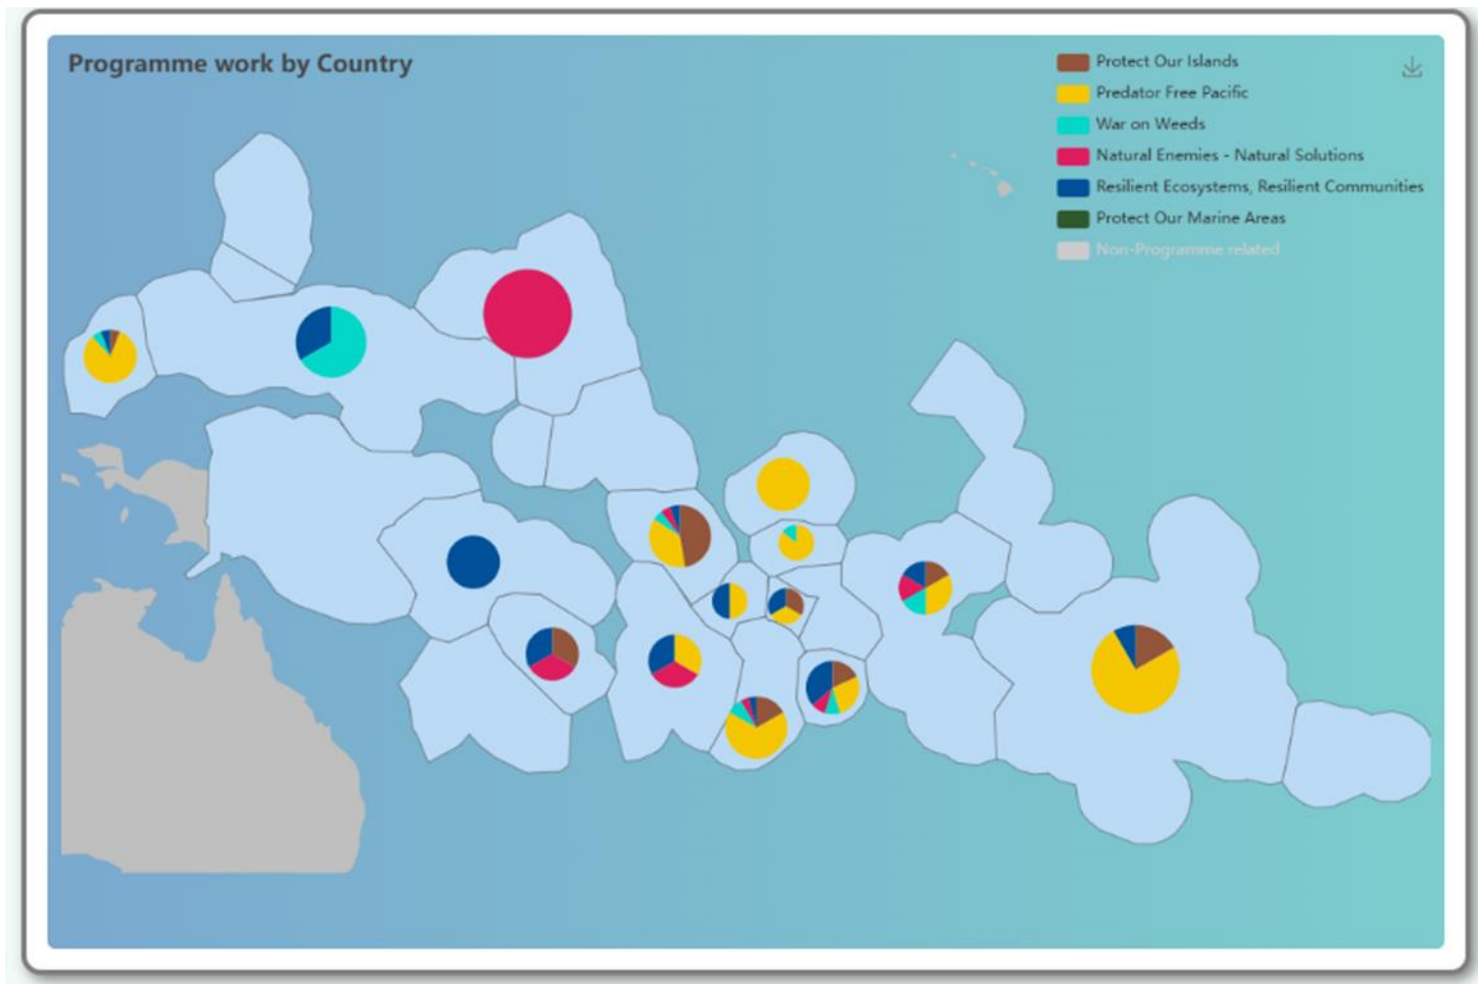 Programme work by Country
Protect Our Islands
Predator Free Pacific
War on Weeds
Natural Enemies - Natural Solutions
Resilient Ecosystems, Resilient Communities
Protect Our Marine Areas
Non-Programme related